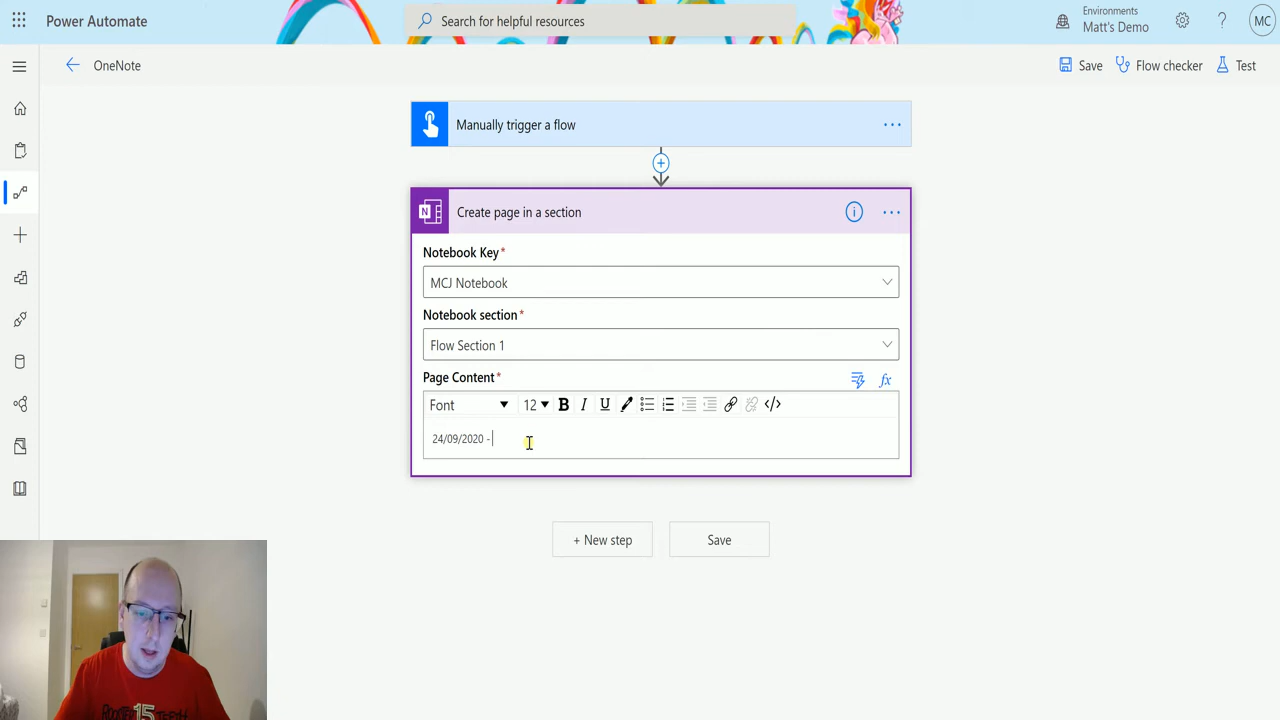 Power Automate
Search for helpful resources
Environments
Matt's Demo
MC
OneNote
Save
Flow checker
Test
Manually trigger a flow
Create page in a section
Notebook Key *
MCJ Notebook
Notebook section *
Flow Section 1
Page Content *
fx
Font
12
B
I
U
24/09/2020 -
+ New step
Save
15